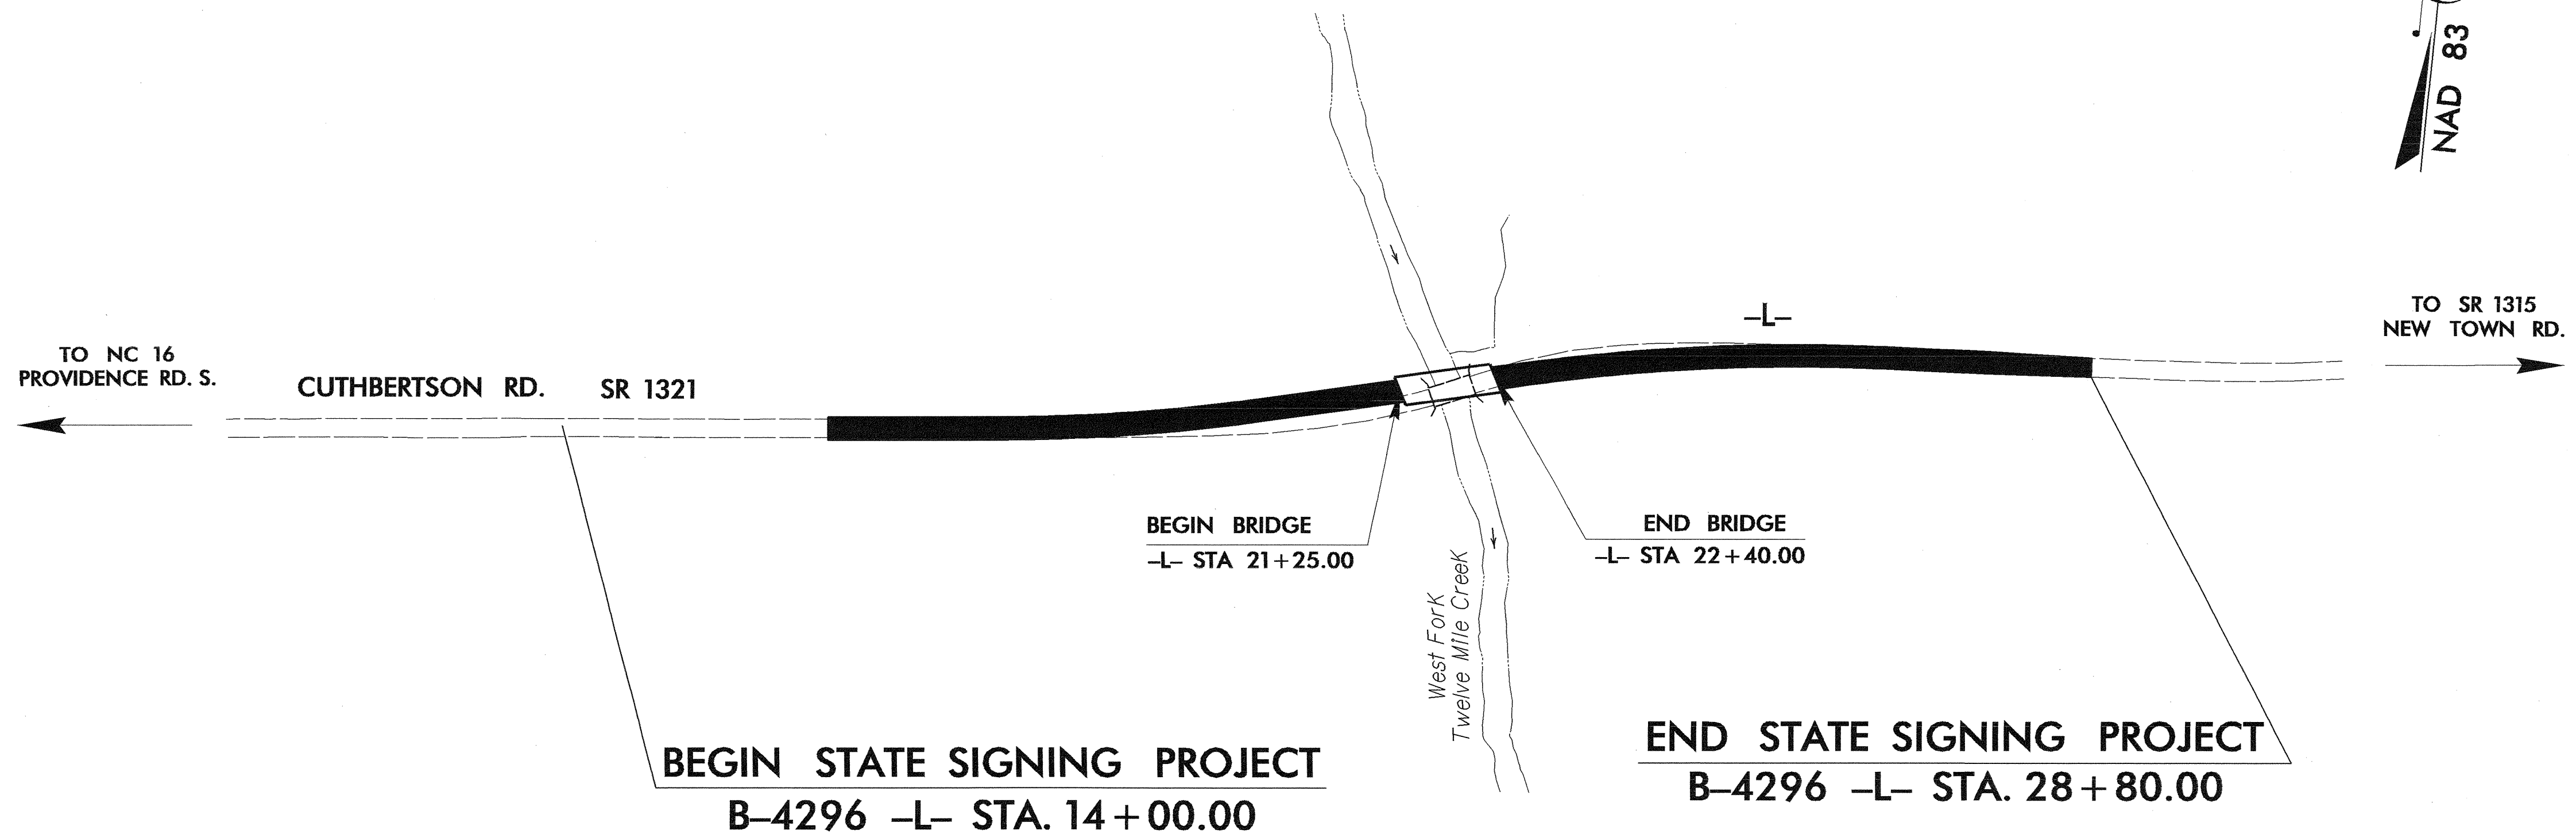 NAD 83
–L–
TO SR 1315
NEW TOWN RD.
TO NC 16
PROVIDENCE RD. S.
CUTHBERTSON RD. SR 1321
BEGIN BRIDGE
–L– STA 21+25.00
END BRIDGE
–L– STA 22+40.00
West Fork
Twelve Mile Creek
BEGIN STATE SIGNING PROJECT
B–4296 –L– STA. 14+00.00
END STATE SIGNING PROJECT
B–4296 –L– STA. 28+80.00